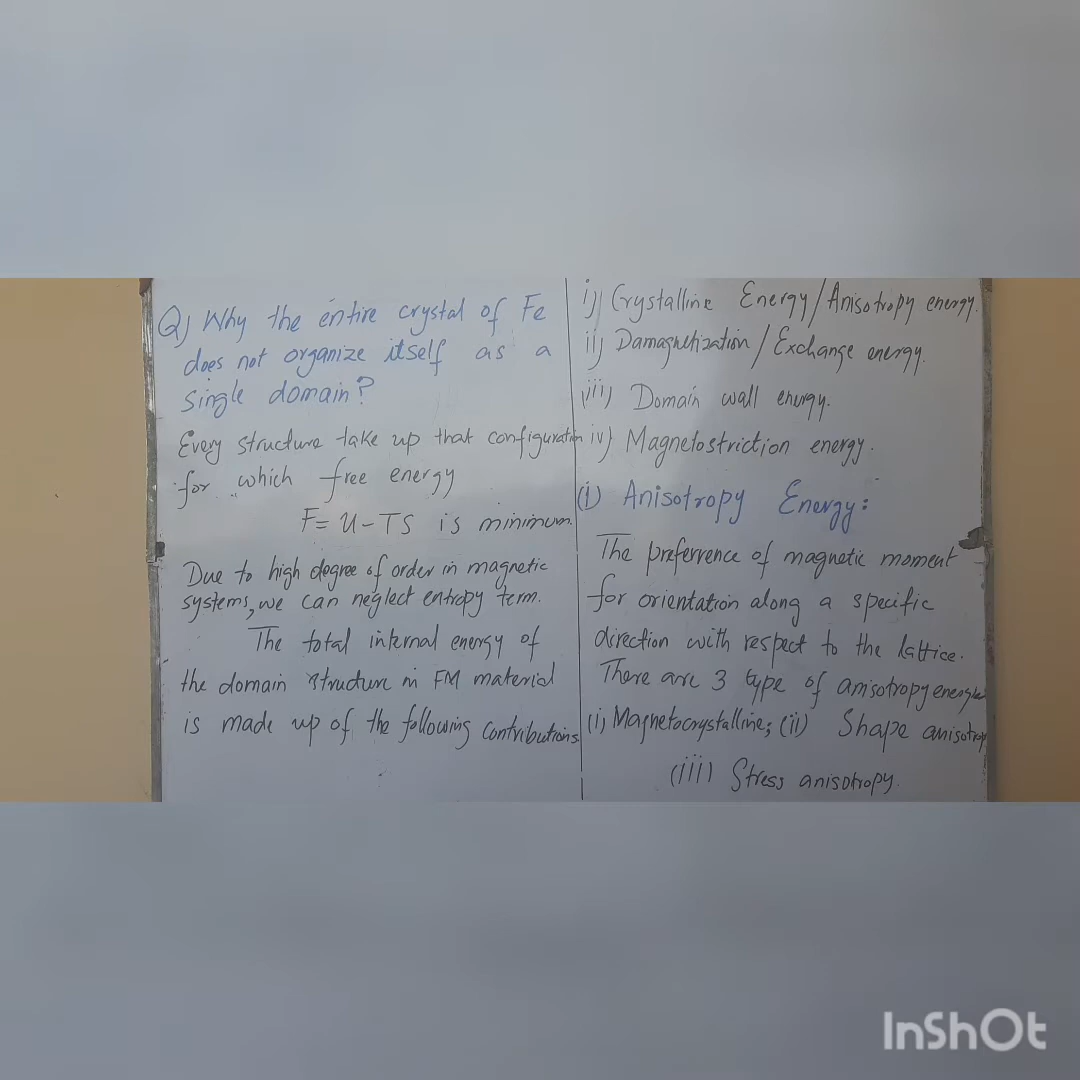 Q) Why the entire crystal of Fe
does not organize itself as a
single domain?
Every structure take up that configuration
for which free energy
F = U - TS is minimum.
Due to high degree of order in magnetic
systems, we can neglect entropy term.
The total internal energy of
the domain structure in FM material
is made up of the following contributions
i) Crystalline Energy/Anisotropy energy.
ii) Damagnetization/Exchange energy.
(iii) Domain wall energy.
iv) Magnetostriction energy.
(i) Anisotropy Energy:
The preferrence of magnetic moment
for orientation along a specific
direction with respect to the lattice.
There are 3 type of anisotropy energies
(i) Magnetocrystalline; (ii) Shape anisotrop
(iii) Stress anisotropy.
InShOt